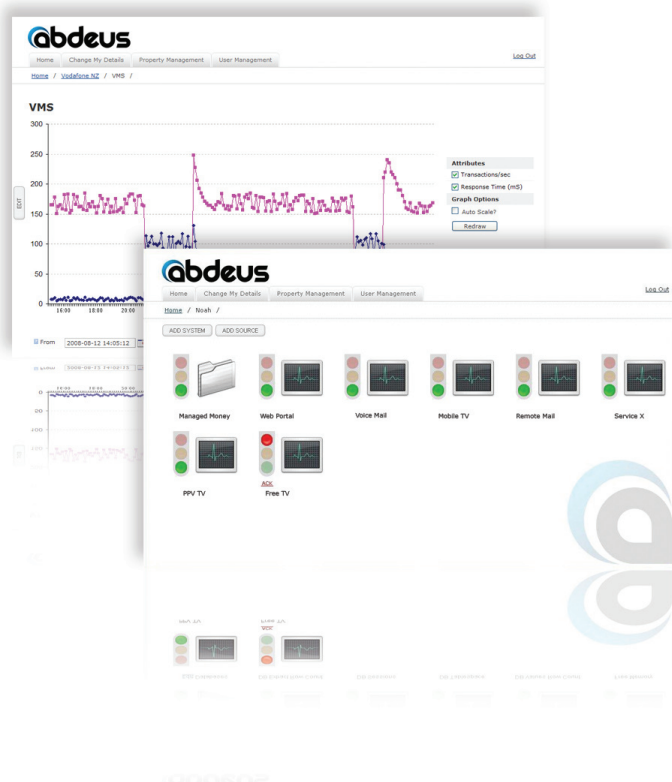 abdeus
Home Change My Details Property Management User Management
Log Out
Home / Vodafone NZ / VMS /
VMS
300
250
200
150
100
50
0
16:00 18:00 20:00
EDIT
Attributes
Transactions/sec
Response Time (mS)
Graph Options
Auto Scale?
Redraw
From 2008-08-12 14:05:12
abdeus
Home Change My Details Property Management User Management
Log Out
Home / Noah /
ADD SYSTEM ADD SOURCE
Managed Money Web Portal Voice Mail Mobile TV Remote Mail Service X
ACK
PPV TV Free TV